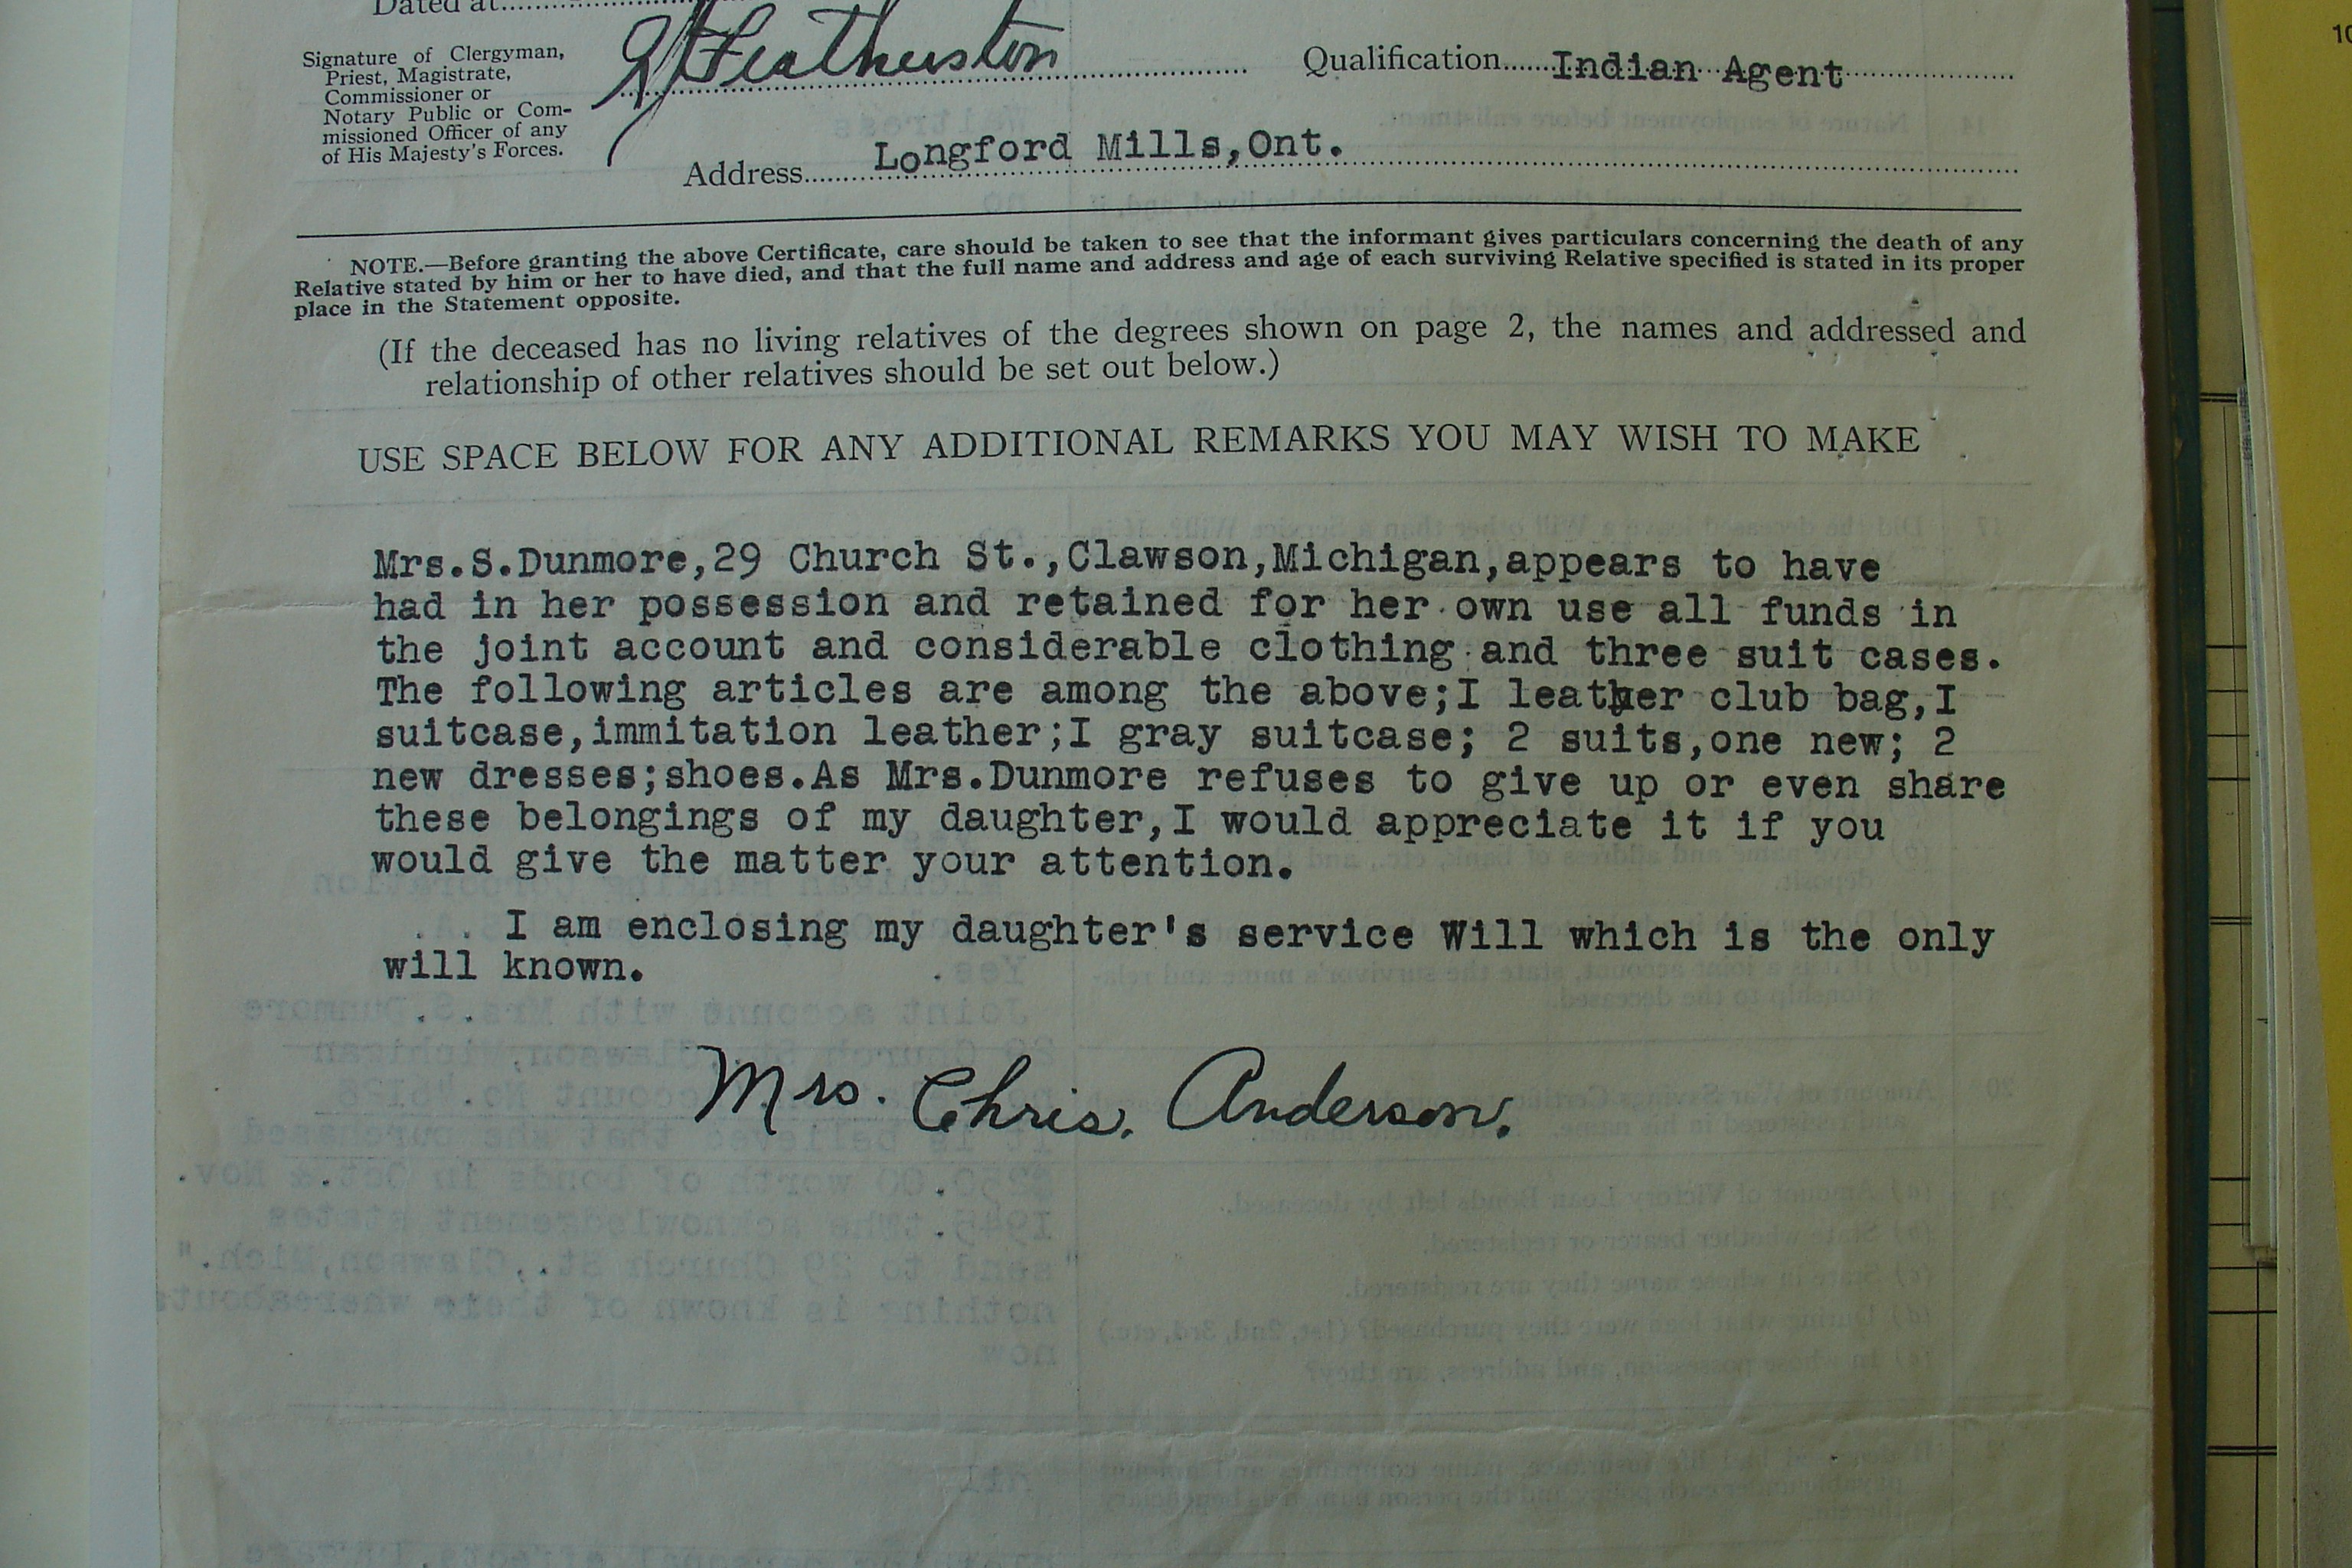 Dated at
Signature of Clergyman,
Priest, Magistrate,
Commissioner or
Notary Public or Com-
missioned Officer of any
of His Majesty's Forces.
Featherston
Qualification Indian Agent
Address Longford Mills,Ont.
NOTE.—Before granting the above Certificate, care should be taken to see that the informant gives particulars concerning the death of any
Relative stated by him or her to have died, and that the full name and address and age of each surviving Relative specified is stated in its proper
place in the Statement opposite.
(If the deceased has no living relatives of the degrees shown on page 2, the names and addressed and
relationship of other relatives should be set out below.)
USE SPACE BELOW FOR ANY ADDITIONAL REMARKS YOU MAY WISH TO MAKE
Mrs.S.Dunmore,29 Church St.,Clawson,Michigan,appears to have
had in her possession and retained for her own use all funds in
the joint account and considerable clothing and three suit cases.
The following articles are among the above;I leather club bag,I
suitcase,immitation leather;I gray suitcase; 2 suits,one new; 2
new dresses;shoes.As Mrs.Dunmore refuses to give up or even share
these belongings of my daughter,I would appreciate it if you
would give the matter your attention.
I am enclosing my daughter's service Will which is the only
will known.
Mrs. Chris. Anderson.
10